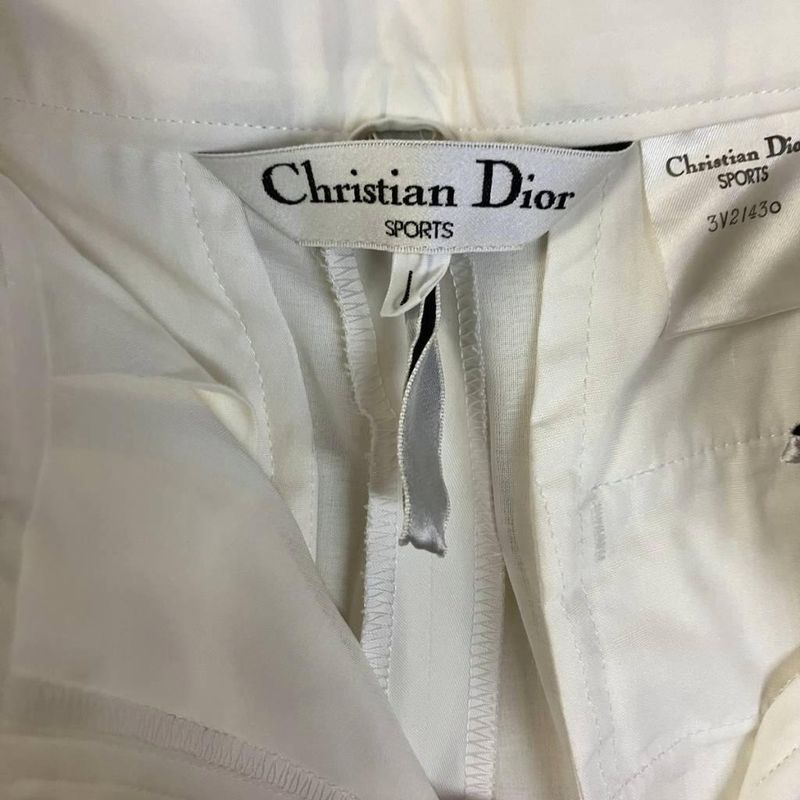 Christian Dior
SPORTS
Christian Dio
SPORTS
3V21430